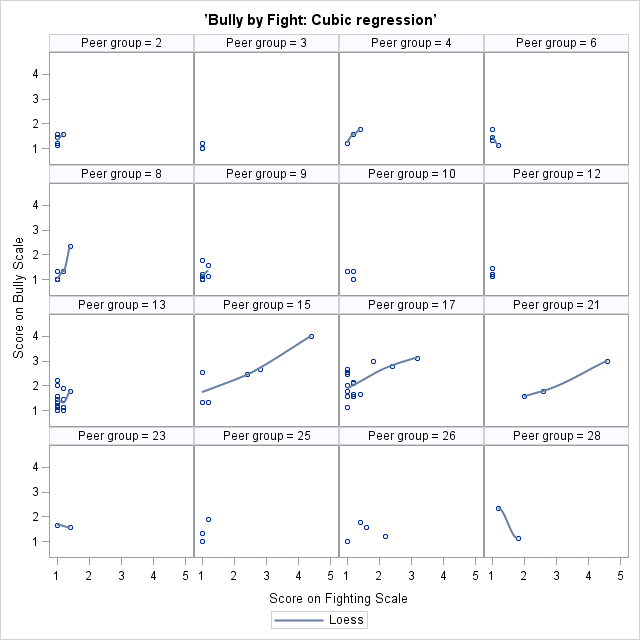 'Bully by Fight: Cubic regression'
Peer group = 2 Peer group = 3 Peer group = 4 Peer group = 6
4
3
2
1
Peer group = 8 Peer group = 9 Peer group = 10 Peer group = 12
4
3
2
1
Peer group = 13 Peer group = 15 Peer group = 17 Peer group = 21
4
3
2
1
Peer group = 23 Peer group = 25 Peer group = 26 Peer group = 28
4
3
2
1
Score on Bully Scale
1 2 3 4 5 1 2 3 4 5 1 2 3 4 5 1 2 3 4 5
Score on Fighting Scale
Loess